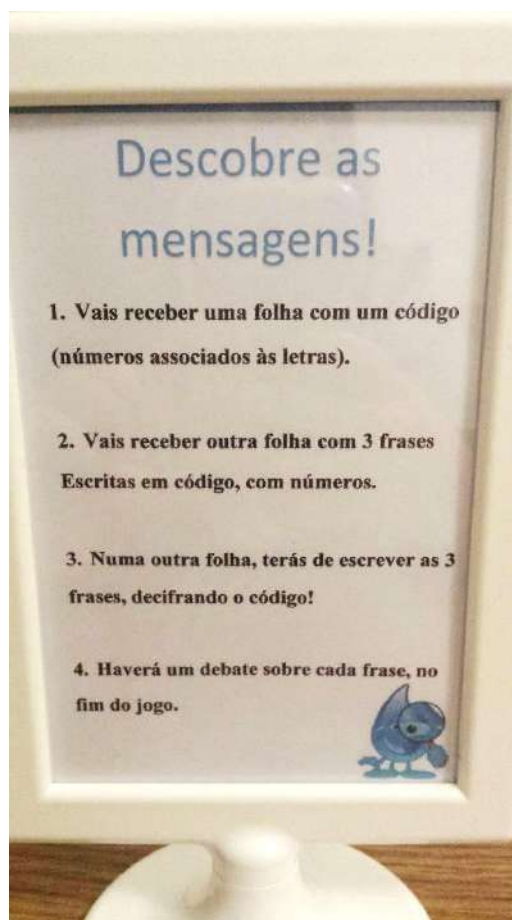 Descobre as
mensagens!
1. Vais receber uma folha com um código
(números associados às letras).
2. Vais receber outra folha com 3 frases
Escritas em código, com números.
3. Numa outra folha, terás de escrever as 3
frases, decifrando o código!
4. Haverá um debate sobre cada frase, no
fim do jogo.